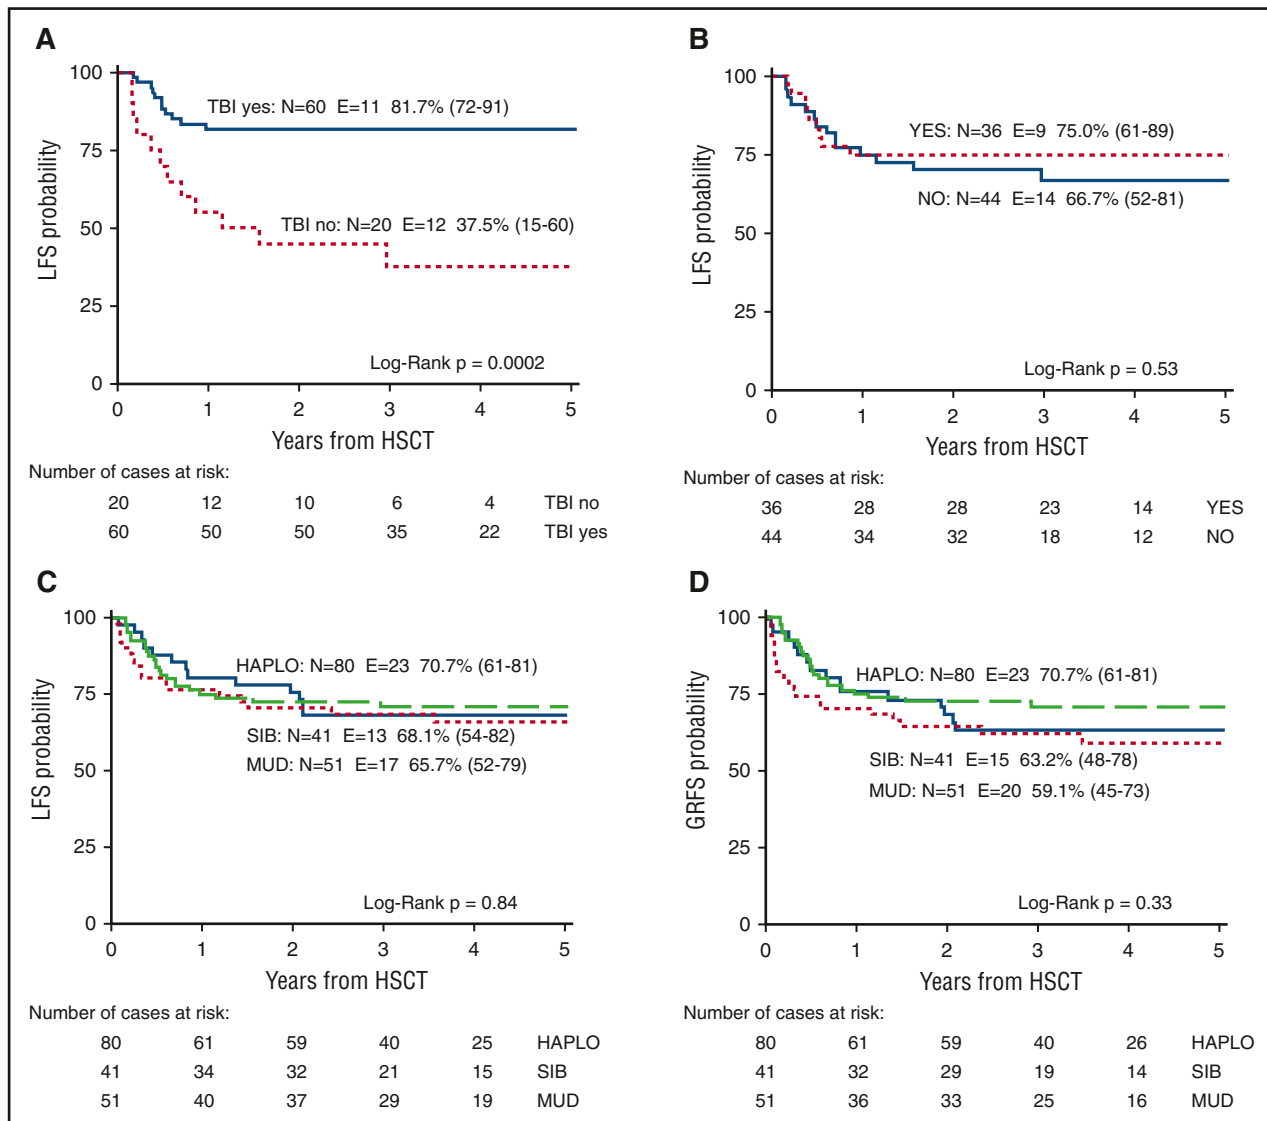 A
LFS probability
100
75
50
25
0
TBI yes: N=60 E=11 81.7% (72-91)
TBI no: N=20 E=12 37.5% (15-60)
Log-Rank p = 0.0002
0 1 2 3 4 5
Years from HSCT
Number of cases at risk:
20 12 10 6 4 TBI no
60 50 50 35 22 TBI yes
B
LFS probability
100
75
50
25
0
YES: N=36 E=9 75.0% (61-89)
NO: N=44 E=14 66.7% (52-81)
Log-Rank p = 0.53
0 1 2 3 4 5
Years from HSCT
Number of cases at risk:
36 28 28 23 14 YES
44 34 32 18 12 NO
C
LFS probability
100
75
50
25
0
HAPLO: N=80 E=23 70.7% (61-81)
SIB: N=41 E=13 68.1% (54-82)
MUD: N=51 E=17 65.7% (52-79)
Log-Rank p = 0.84
0 1 2 3 4 5
Years from HSCT
Number of cases at risk:
80 61 59 40 25 HAPLO
41 34 32 21 15 SIB
51 40 37 29 19 MUD
D
GRFS probability
100
75
50
25
0
HAPLO: N=80 E=23 70.7% (61-81)
SIB: N=41 E=15 63.2% (48-78)
MUD: N=51 E=20 59.1% (45-73)
Log-Rank p = 0.33
0 1 2 3 4 5
Years from HSCT
Number of cases at risk:
80 61 59 40 26 HAPLO
41 32 29 19 14 SIB
51 36 33 25 16 MUD